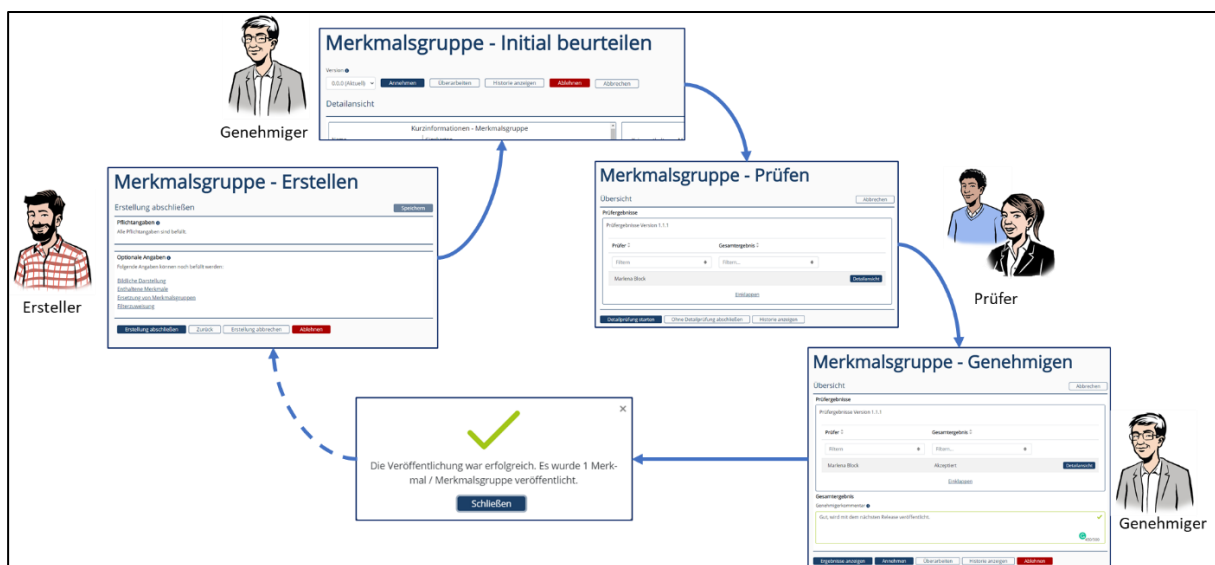 Merkmalsgruppe - Initial beurteilen
Version
0.0.0 (Aktuell) Annehmen Überarbeiten Historie anzeigen Ablehnen Abbrechen
Detailansicht
Kurzinformationen - Merkmalsgruppe
Genehmiger
Merkmalsgruppe - Erstellen
Erstellung abschließen Speichern
Pflichtangaben
Alle Pflichtangaben sind befüllt.
Optionale Angaben
Folgende Angaben können noch befüllt werden:
Bildliche Darstellung
Enthaltene Merkmale
Ersetzung von Merkmalsgruppen
Filterzuweisung
Erstellung abschließen Zurück Erstellung abbrechen Ablehnen
Ersteller
Merkmalsgruppe - Prüfen
Übersicht Abbrechen
Prüfergebnisse
Prüfergebnisse Version 1.1.1
Prüfer Gesamtergebnis
Filtern Filtern...
Marlena Block Detailansicht
Einklappen
Detailprüfung starten Ohne Detailprüfung abschließen Historie anzeigen
Prüfer
Merkmalsgruppe - Genehmigen
Übersicht Abbrechen
Prüfergebnisse
Prüfergebnisse Version 1.1.1
Prüfer Gesamtergebnis
Filtern Filtern...
Marlena Block Akzeptiert Detailansicht
Einklappen
Gesamtergebnis
Genehmigerkommentar
Gut, wird mit dem nächsten Release veröffentlicht.
Ergebnisse anzeigen Annehmen Überarbeiten Historie anzeigen Ablehnen
Genehmiger
Die Veröffentlichung war erfolgreich. Es wurde 1 Merk-
mal / Merkmalsgruppe veröffentlicht.
Schließen